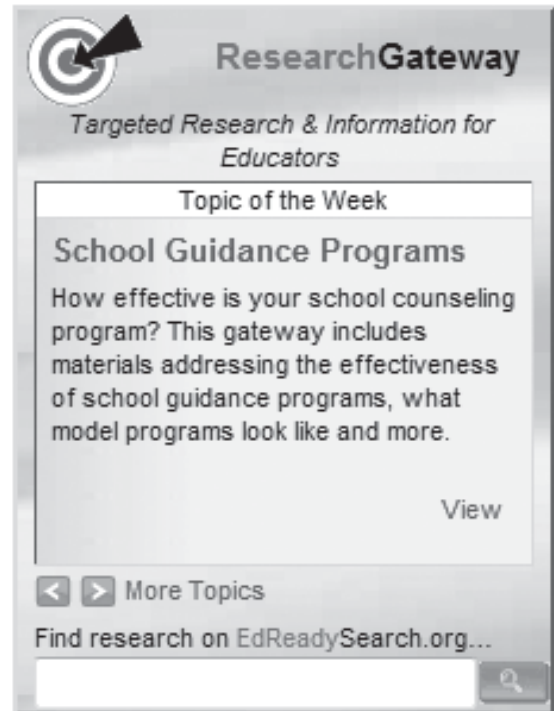 ResearchGateway
Targeted Research & Information for
Educators
Topic of the Week
School Guidance Programs
How effective is your school counseling
program? This gateway includes
materials addressing the effectiveness
of school guidance programs, what
model programs look like and more.
View
< > More Topics
Find research on EdReadySearch.org...